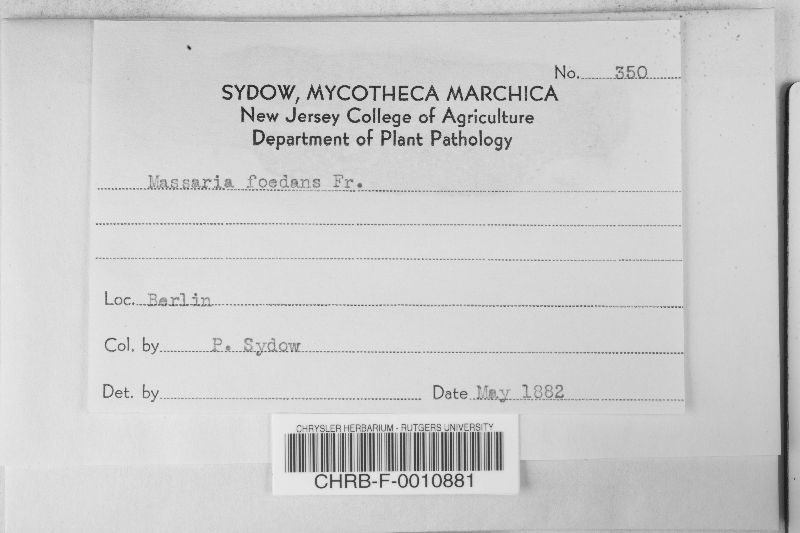 No. 350
SYDOW, MYCOTHECA MARCHICA
New Jersey College of Agriculture
Department of Plant Pathology
Massaria foedans Fr.
Loc. Berlin
Col. by P. Sydow
Det. by Date May 1882
CHRYSLER HERBARIUM - RUTGERS UNIVERSITY
CHRB-F-0010881